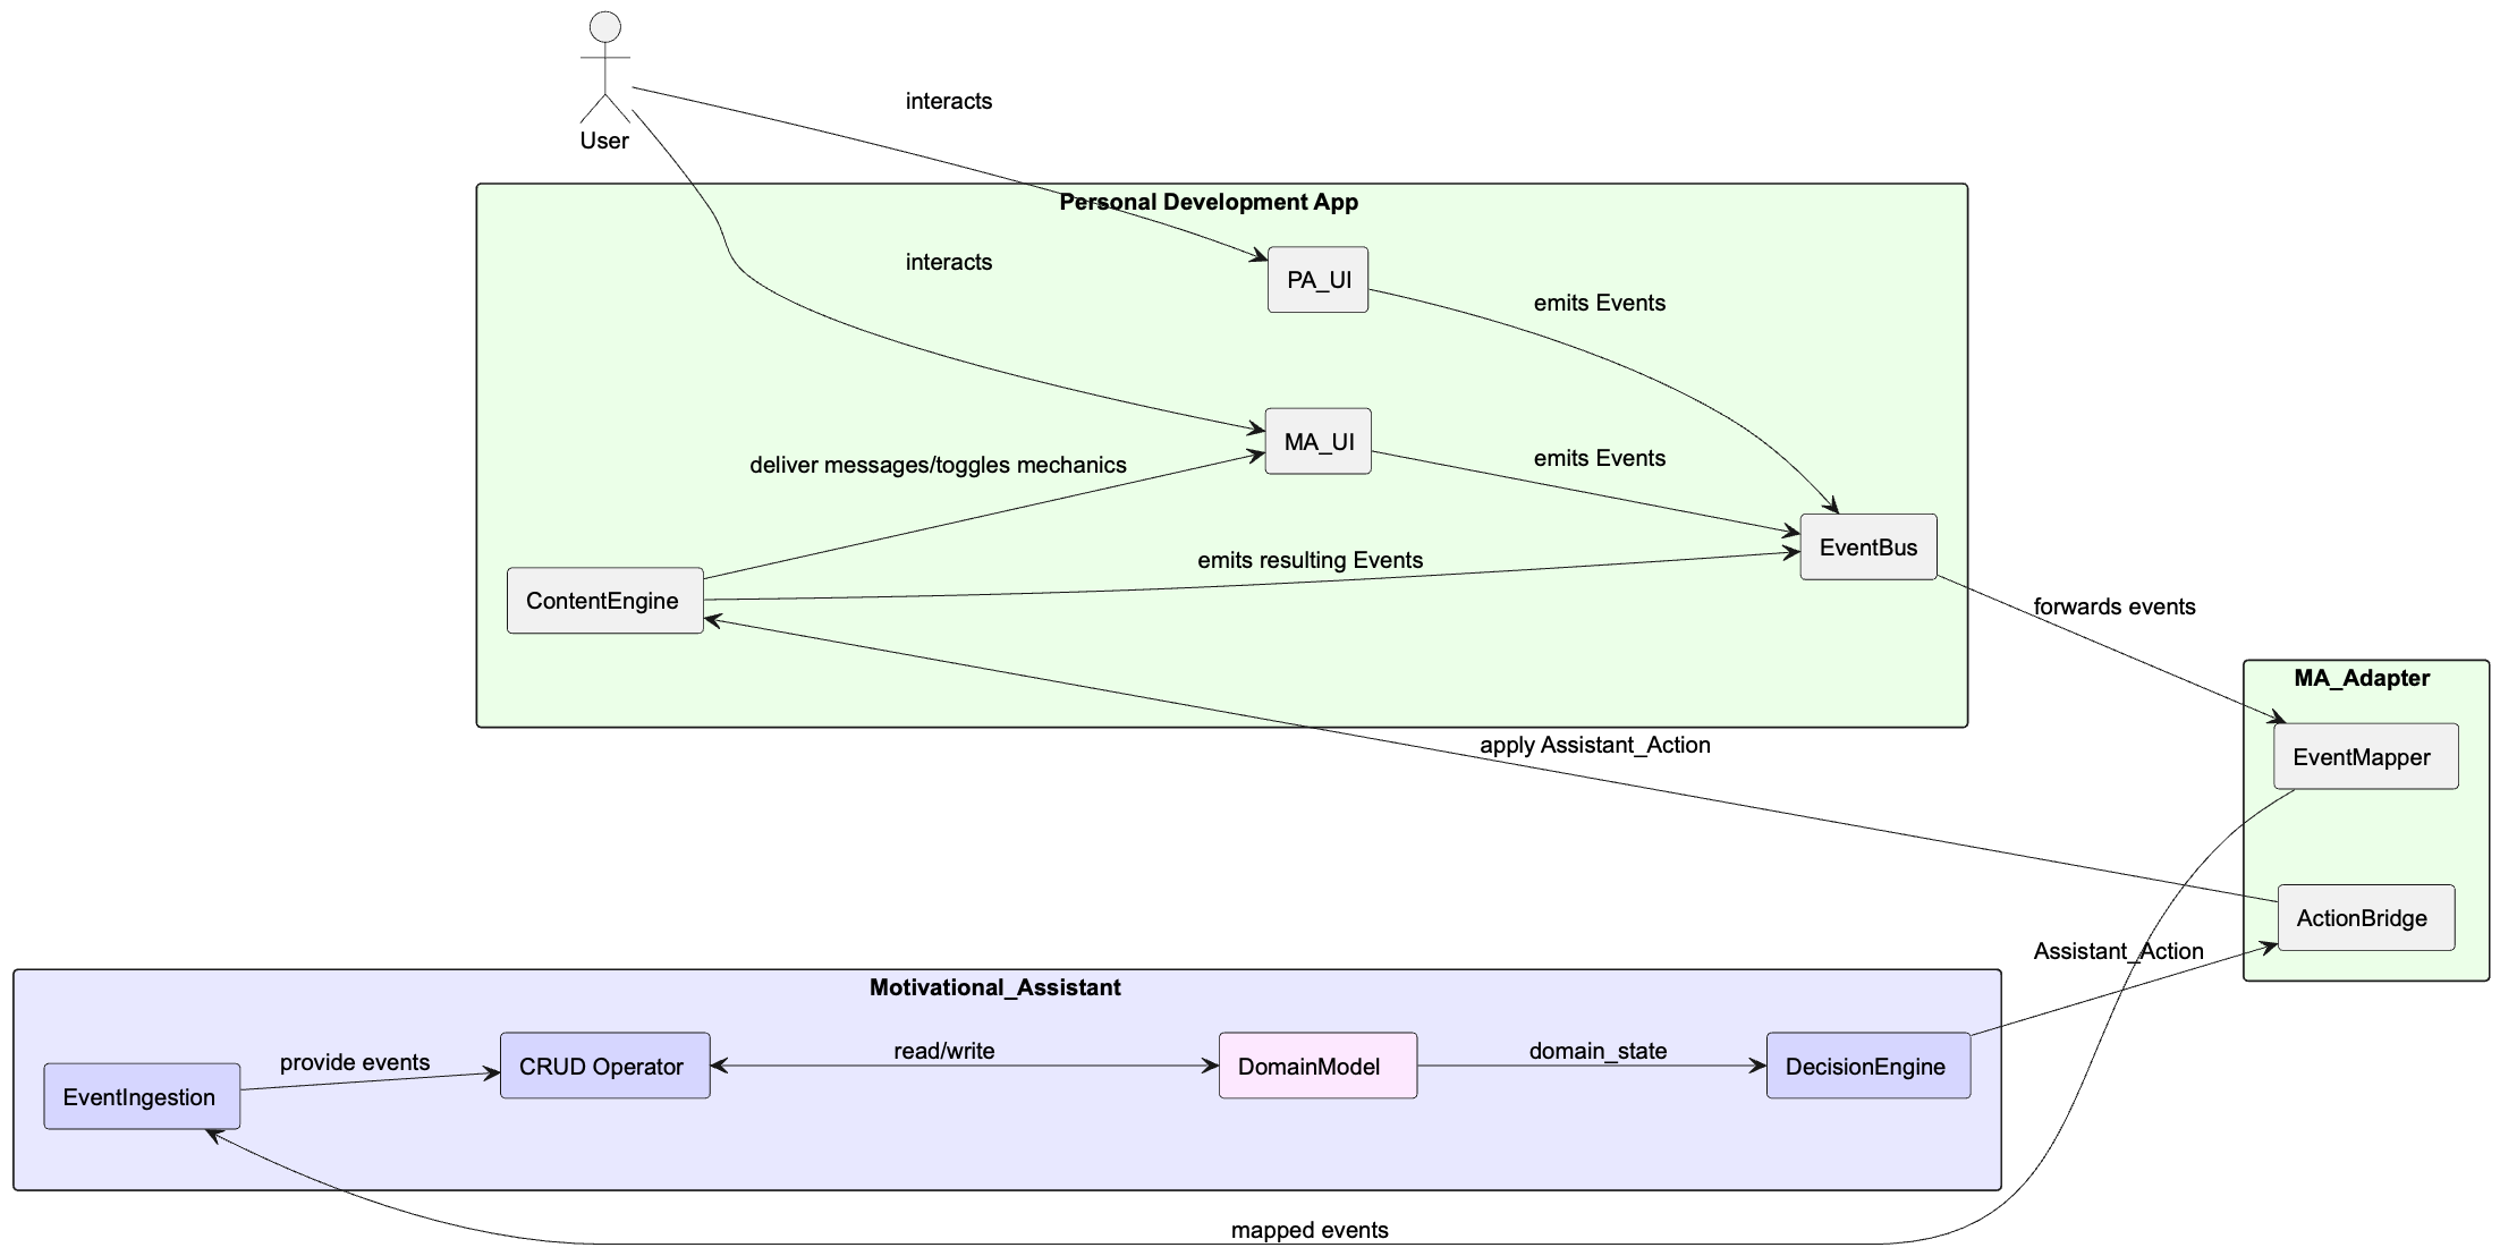 User
interacts
Personal Development App
interacts
PA_UI
emits Events
MA_UI
deliver messages/toggles mechanics
emits Events
EventBus
emits resulting Events
ContentEngine
forwards events
MA_Adapter
apply Assistant_Action
EventMapper
ActionBridge
Assistant_Action
Motivational_Assistant
provide events
CRUD Operator
read/write
DomainModel
domain_state
DecisionEngine
EventIngestion
mapped events